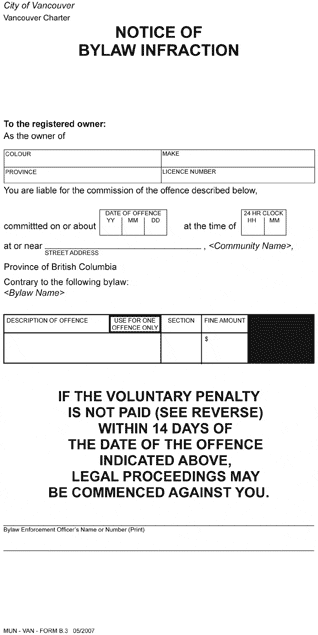 City of Vancouver
Vancouver Charter
NOTICE OF
BYLAW INFRACTION
To the registered owner:
As the owner of
COLOUR MAKE
PROVINCE LICENCE NUMBER
You are liable for the commission of the offence described below,
DATE OF OFFENCE 24 HR CLOCK
committted on or about YY MM DD at the time of HH MM
at or near , <Community Name>,
STREET ADDRESS
Province of British Columbia
Contrary to the following bylaw:
<Bylaw Name>
DESCRIPTION OF OFFENCE USE FOR ONE SECTION FINE AMOUNT
OFFENCE ONLY
$
IF THE VOLUNTARY PENALTY
IS NOT PAID (SEE REVERSE)
WITHIN 14 DAYS OF
THE DATE OF THE OFFENCE
INDICATED ABOVE,
LEGAL PROCEEDINGS MAY
BE COMMENCED AGAINST YOU.
Bylaw Enforcement Officer's Name or Number (Print)
MUN - VAN - FORM B.3 05/2007